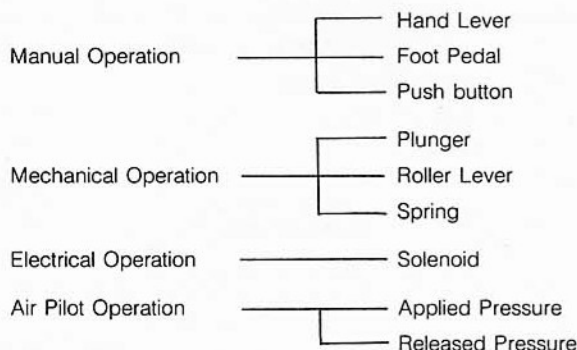 Hand Lever
Manual Operation Foot Pedal
Push button
Plunger
Mechanical Operation Roller Lever
Spring
Electrical Operation Solenoid
Air Pilot Operation Applied Pressure
Released Pressure